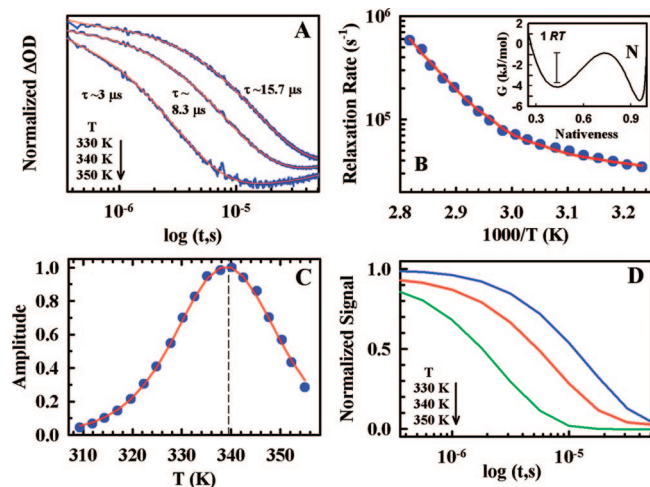 A
Normalized ΔOD
τ~3 μs
τ~
8.3 μs
τ~15.7 μs
T
330 K
340 K
350 K
10⁻⁶
10⁻⁵
log (t,s)
B
Relaxation Rate (s⁻¹)
10⁶
10⁵
2.8
2.9
3.0
3.1
3.2
1000/T (K)
G (kJ/mol)
1 RT
N
0
-2
-4
-6
0.3
0.6
0.9
Nativeness
C
Amplitude
1.0
0.8
0.6
0.4
0.2
0.0
310
320
330
340
350
T (K)
D
Normalized Signal
1.0
0.5
0.0
T
330 K
340 K
350 K
10⁻⁶
10⁻⁵
log (t,s)